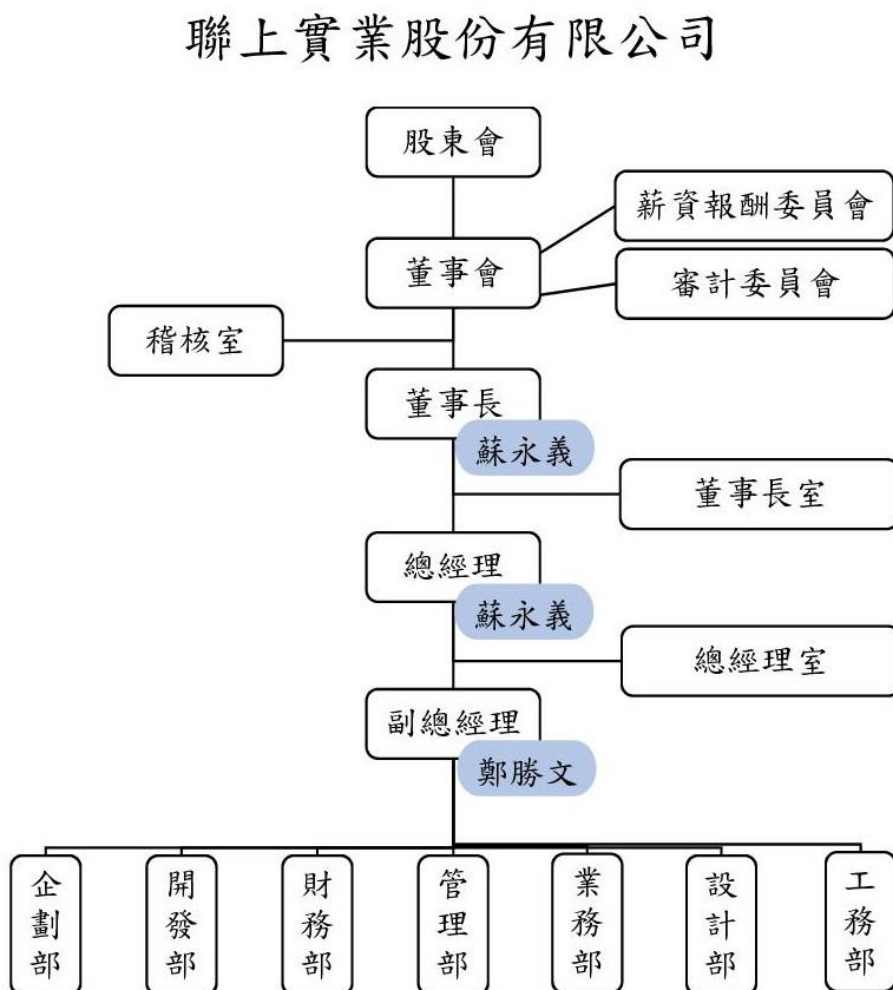 聯上實業股份有限公司
股東會
薪資報酬委員會
董事會
審計委員會
稽核室
董事長
蘇永義
董事長室
總經理
蘇永義
總經理室
副總經理
鄭勝文
企劃部
開發部
財務部
管理部
業務部
設計部
工務部